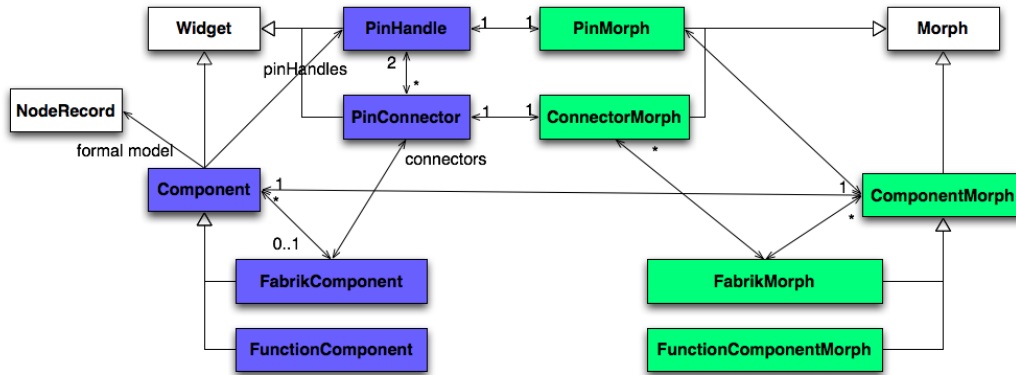 Widget
PinHandle
1
1
PinMorph
Morph
pinHandles
2
*
NodeRecord
PinConnector
1
1
ConnectorMorph
formal model
connectors
*
Component
1
1
ComponentMorph
*
*
0..1
FabrikComponent
FabrikMorph
FunctionComponent
FunctionComponentMorph